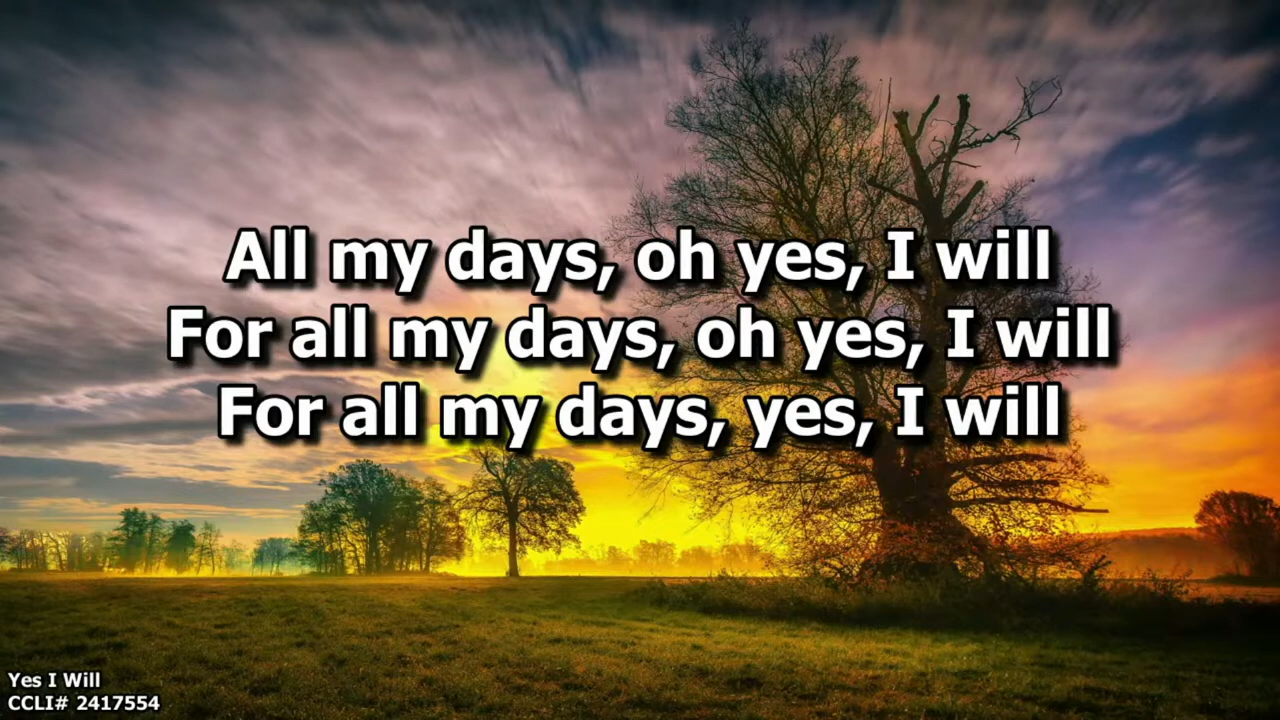 All my days, oh yes, I will
For all my days, oh yes, I will
For all my days, yes, I will
Yes I Will
CCLI# 2417554